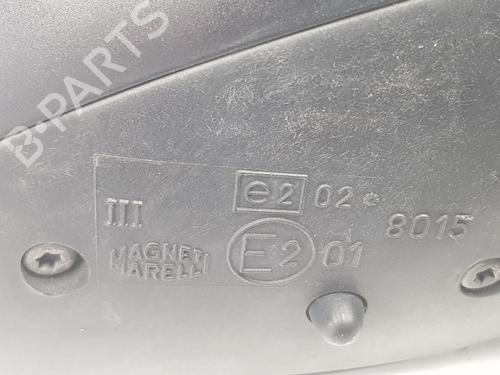 B-PARTS
e2 02*
III
8015
MAGNETI
MARELLI
E2 01